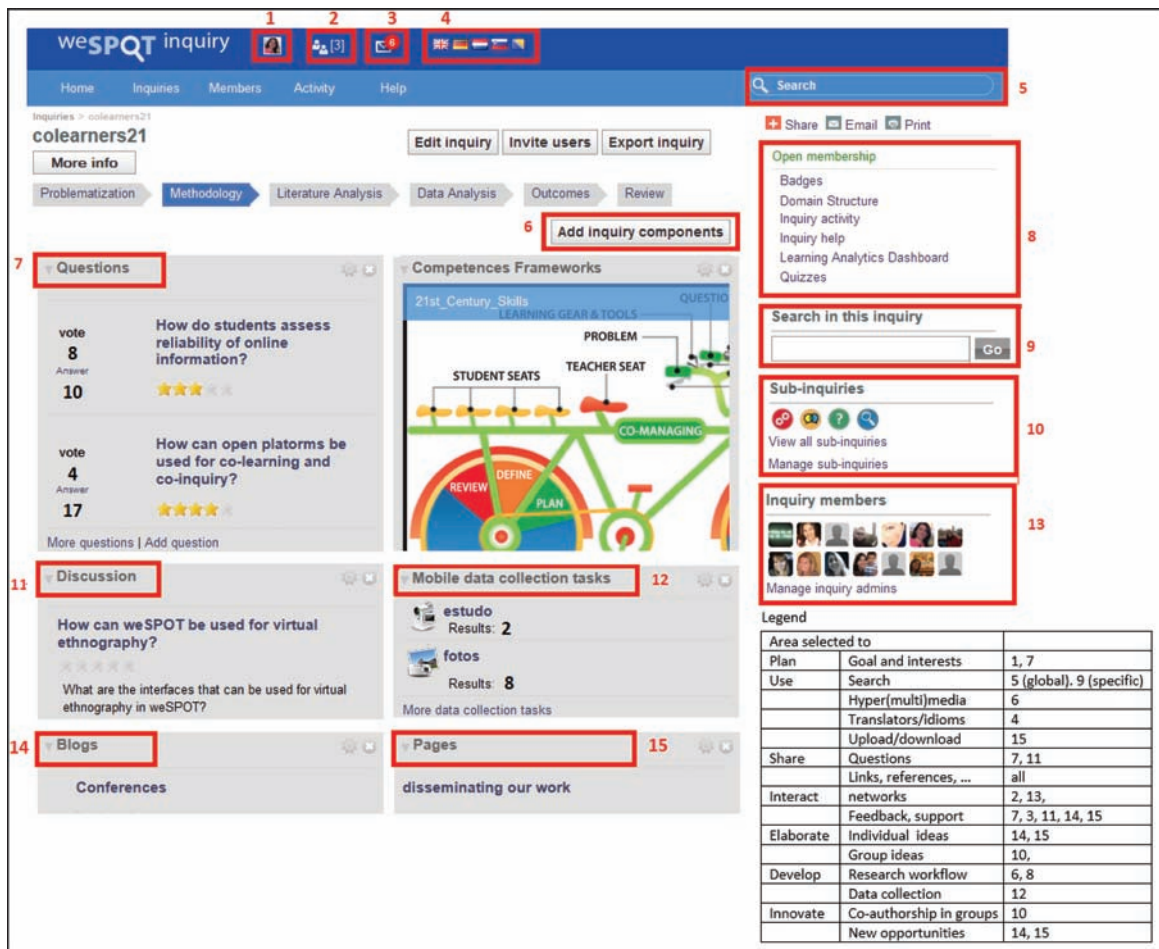 1
2
3
4
weSPQT inquiry
[3]
6
5
Home Inquiries Members Activity Help
Search
Inquiries > colearners21
colearners21
More info
Edit inquiry Invite users Export inquiry
Share Email Print
Problematization Methodology Literature Analysis Data Analysis Outcomes Review
6 Add inquiry components
Open membership
Badges
Domain Structure
Inquiry activity
Inquiry help
Learning Analytics Dashboard
Quizzes
8
7
Questions
vote
8
Answer
10
How do students assess
reliability of online
information?
vote
4
Answer
17
How can open platorms be
used for co-learning and
co-inquiry?
More questions | Add question
Competences Frameworks
21st_Century_Skills
QUESTIO
LEARNING GEAR & TOOLS
PROBLEM
TEACHER SEAT
STUDENT SEATS
CO-MANAGING
REVIEW
DEFINE
PLAN
Search in this inquiry
Go
9
Sub-inquiries
View all sub-inquiries
Manage sub-inquiries
10
Inquiry members
Manage inquiry admins
13
11
Discussion
How can weSPOT be used for virtual
ethnography?
What are the interfaces that can be used for virtual
ethnography in weSPOT?
Mobile data collection tasks
12
estudo
Results: 2
fotos
Results: 8
More data collection tasks
14
Blogs
Conferences
Pages
15
disseminating our work
Legend
Area selected to
Plan Goal and interests 1, 7
Use Search 5 (global). 9 (specific)
Hyper(multi)media 6
Translators/idioms 4
Upload/download 15
Share Questions 7, 11
Links, references, ... all
Interact networks 2, 13,
Feedback, support 7, 3, 11, 14, 15
Elaborate Individual ideas 14, 15
Group ideas 10,
Develop Research workflow 6, 8
Data collection 12
Innovate Co-authorship in groups 10
New opportunities 14, 15